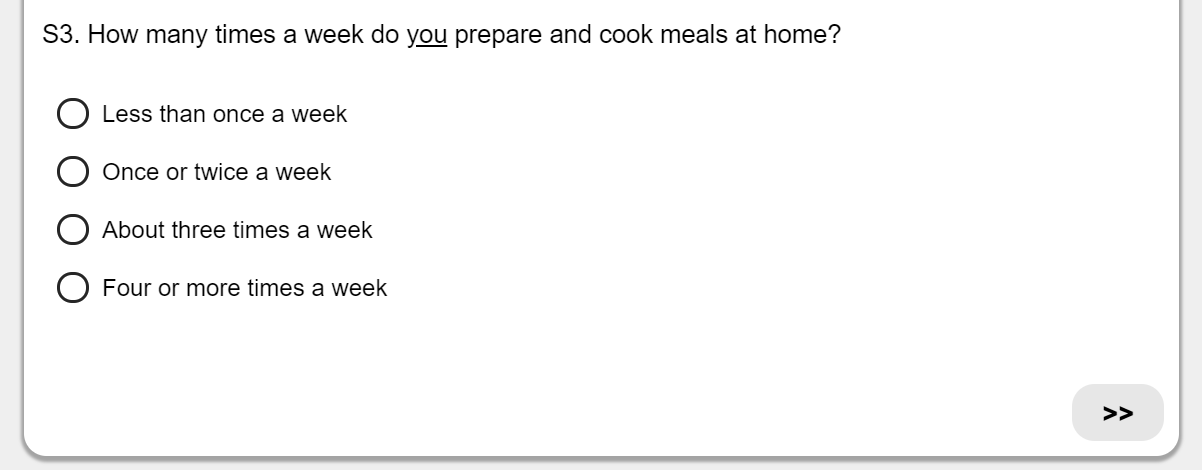 S3. How many times a week do you prepare and cook meals at home?
Less than once a week
Once or twice a week
About three times a week
Four or more times a week
>>